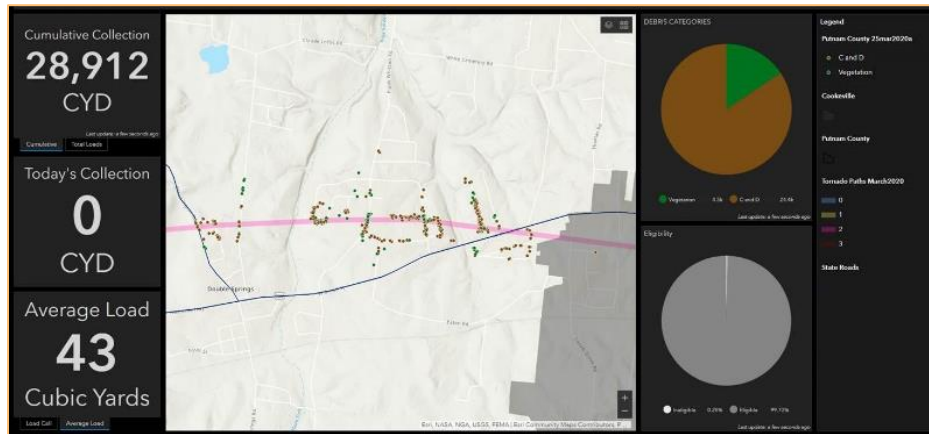 Cumulative Collection
28,912
CYD
Last update: a few seconds ago
Cumulative
Total Loads
Today's Collection
0
CYD
Average Load
43
Cubic Yards
Load Call
Average Load
Double Springs
Esri, NASA, NGA, USGS, FEMA | Esri Community Maps Contributors
+
−
DEBRIS CATEGORIES
Vegetation
C and D
Last update: a few seconds ago
Eligibility
Ineligible
Eligible
Last update: a few seconds ago
Legend
Putnam County 25mar2020a
C and D
Vegetation
Cookeville
Putnam County
Tornado Paths March2020
0
1
2
3
State Roads